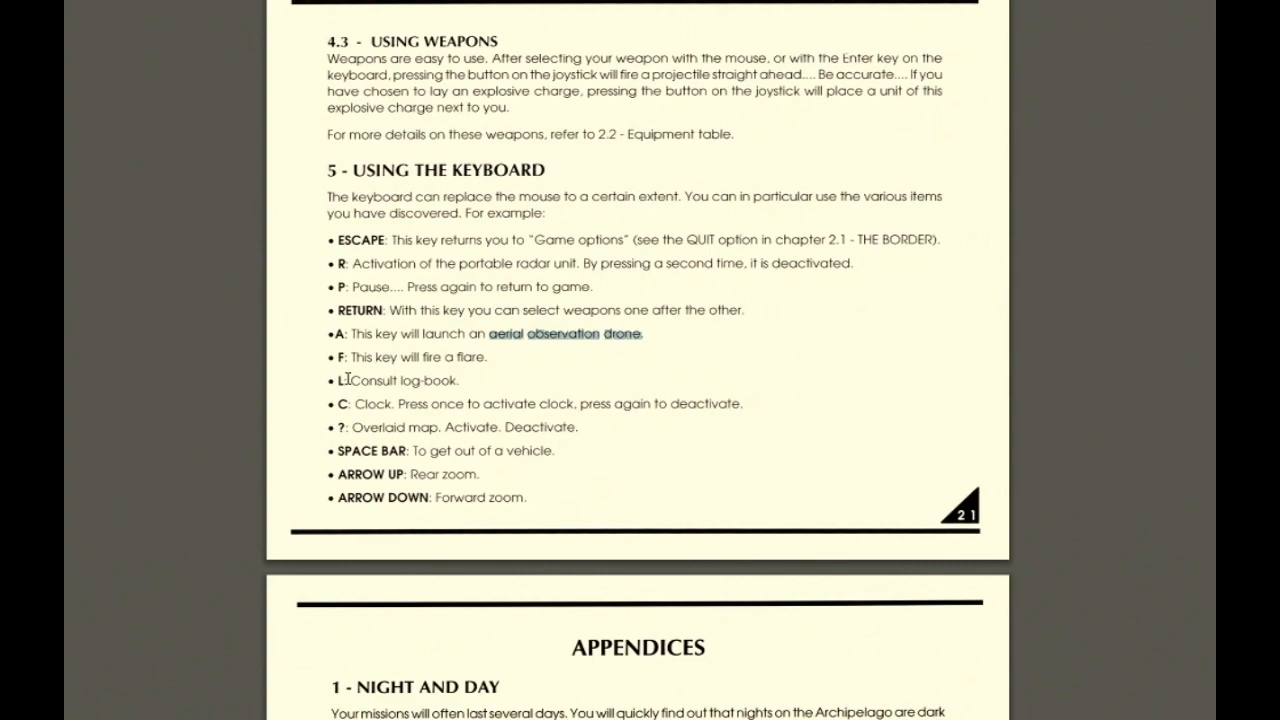 4.3 - USING WEAPONS
Weapons are easy to use. After selecting your weapon with the mouse, or with the Enter key on the
keyboard, pressing the button on the joystick will fire a projectile straight ahead.... Be accurate.... If you
have chosen to lay an explosive charge, pressing the button on the joystick will place a unit of this
explosive charge next to you.
For more details on these weapons, refer to 2.2 - Equipment table.
5 - USING THE KEYBOARD
The keyboard can replace the mouse to a certain extent. You can in particular use the various items
you have discovered. For example:
• ESCAPE: This key returns you to "Game options" (see the QUIT option in chapter 2.1 - THE BORDER).
• R: Activation of the portable radar unit. By pressing a second time, it is deactivated.
• P: Pause.... Press again to return to game.
• RETURN: With this key you can select weapons one after the other.
•A: This key will launch an aerial observation drone.
• F: This key will fire a flare.
• L: Consult log-book.
• C: Clock. Press once to activate clock, press again to deactivate.
• ?: Overlaid map. Activate. Deactivate.
• SPACE BAR: To get out of a vehicle.
• ARROW UP: Rear zoom.
• ARROW DOWN: Forward zoom.
21
APPENDICES
1 - NIGHT AND DAY
Your missions will often last several days. You will quickly find out that nights on the Archipelago are dark